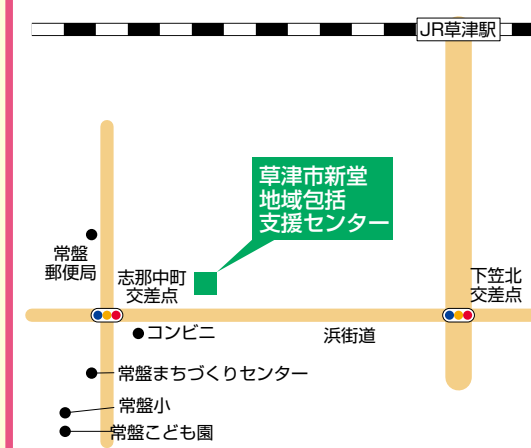 JR草津駅
草津市新堂
地域包括
支援センター
常盤
郵便局
志那中町
交差点
下笠北
交差点
コンビニ
浜街道
常盤まちづくりセンター
常盤小
常盤こども園